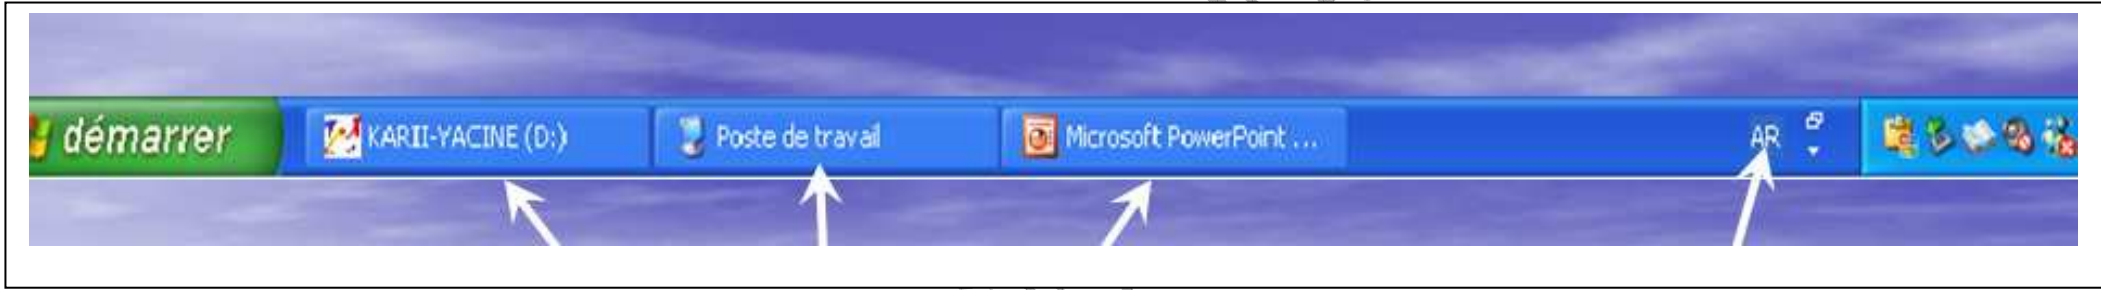 démarrer
KARII-YACINE (D:)
Poste de travail
Microsoft PowerPoint ...
AR